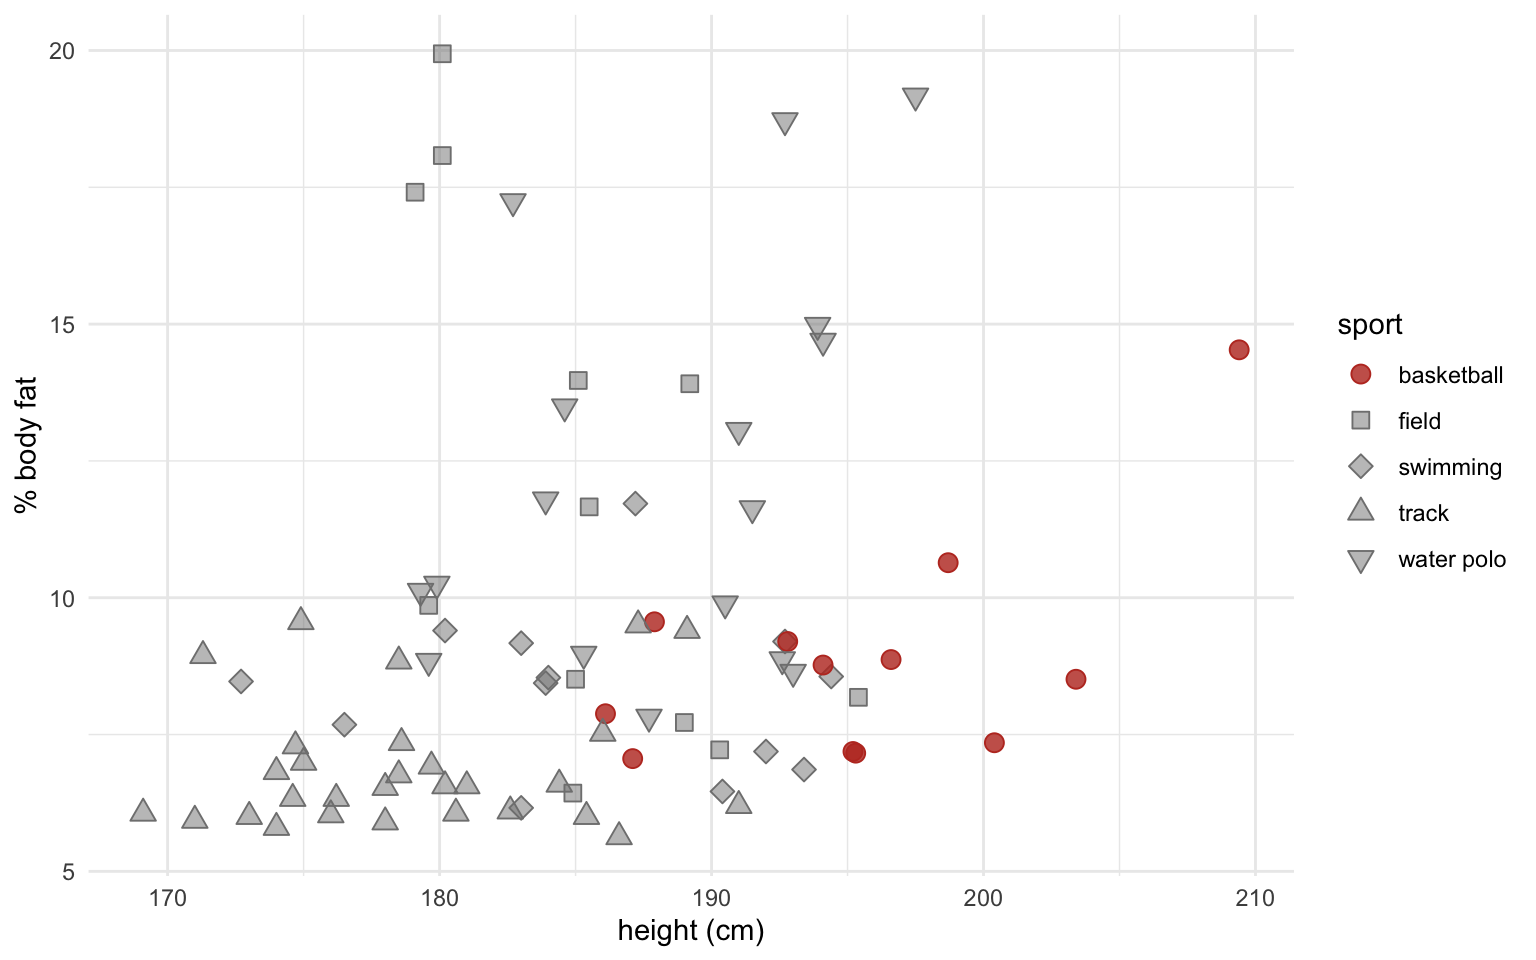 20
15
10
5
% body fat
170
180
190
200
210
height (cm)
sport
basketball
field
swimming
track
water polo